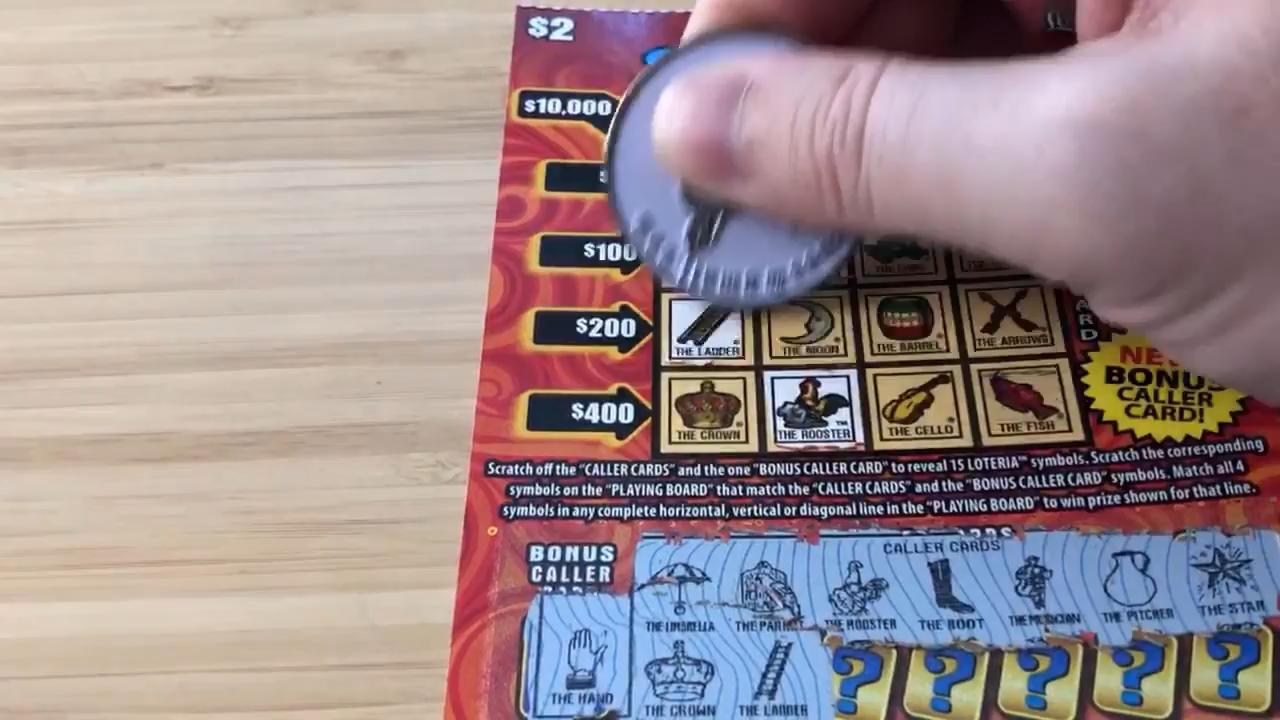 $2
$10,000
$100
$200
$400
THE LADDER
THE MOON
THE BARREL
THE ARROWS
THE CROWN
THE ROOSTER
THE CELLO
THE FISH
BONUS
CALLER
CARD!
Scratch off the "CALLER CARDS" and the one "BONUS CALLER CARD" to reveal 15 LOTERIA™ symbols. Scratch the corresponding
symbols on the "PLAYING BOARD" that match the "CALLER CARDS" and the "BONUS CALLER CARD" symbols. Match all 4
symbols in any complete horizontal, vertical or diagonal line in the "PLAYING BOARD" to win prize shown for that line.
BONUS
CALLER
CALLER CARDS
THE UMBRELLA
THE PARROT
THE ROOSTER
THE BOOT
THE MUSICIAN
THE PITCHER
THE STAR
THE HAND
THE CROWN
THE LADDER
? ? ? ? ?